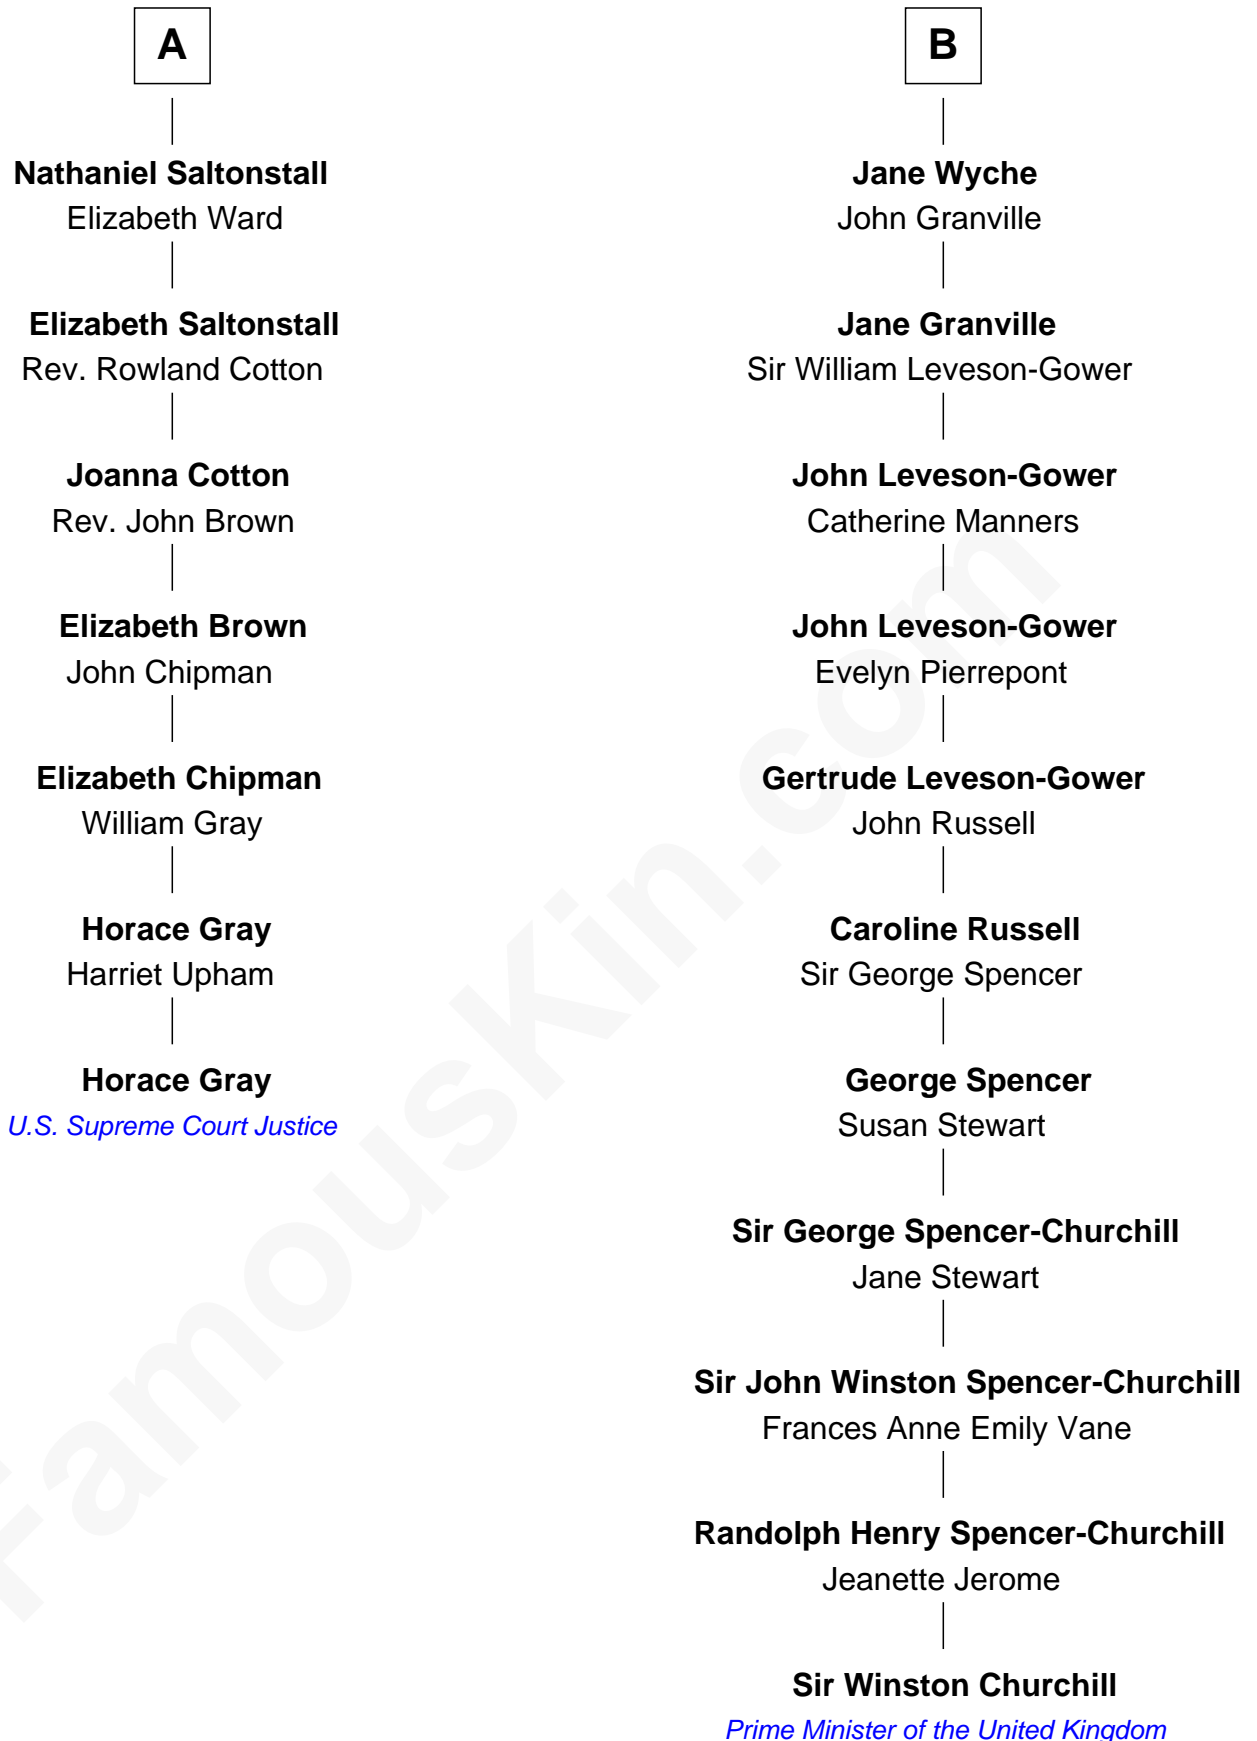 A
Nathaniel Saltonstall
Elizabeth Ward
Elizabeth Saltonstall
Rev. Rowland Cotton
Joanna Cotton
Rev. John Brown
Elizabeth Brown
John Chipman
Elizabeth Chipman
William Gray
Horace Gray
Harriet Upham
Horace Gray
U.S. Supreme Court Justice
B
Jane Wyche
John Granville
Jane Granville
Sir William Leveson-Gower
John Leveson-Gower
Catherine Manners
John Leveson-Gower
Evelyn Pierrepont
Gertrude Leveson-Gower
John Russell
Caroline Russell
Sir George Spencer
George Spencer
Susan Stewart
Sir George Spencer-Churchill
Jane Stewart
Sir John Winston Spencer-Churchill
Frances Anne Emily Vane
Randolph Henry Spencer-Churchill
Jeanette Jerome
Sir Winston Churchill
Prime Minister of the United Kingdom
FamousKin.com